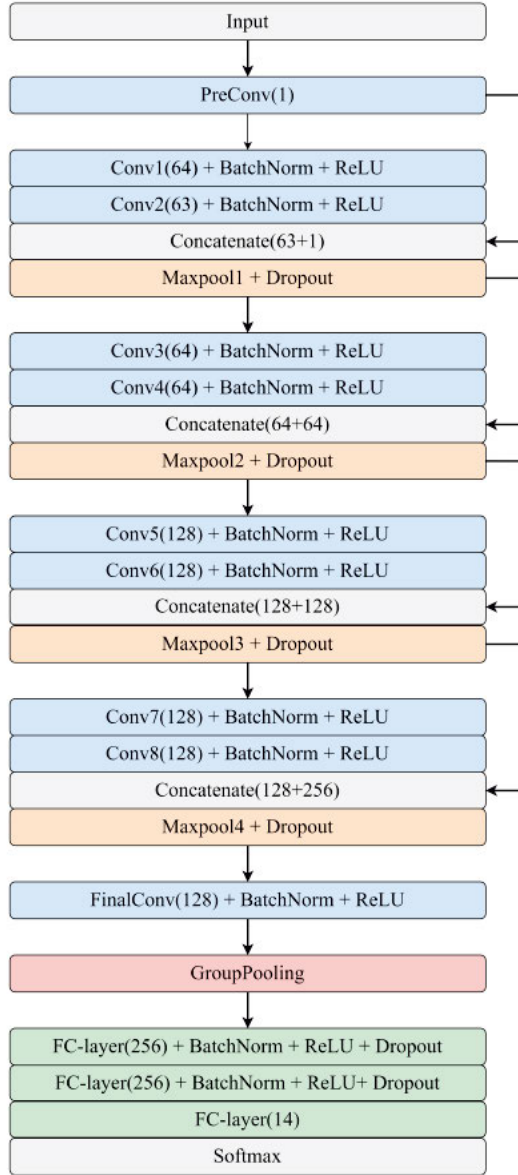 Input
PreConv(1)
Conv1(64) + BatchNorm + ReLU
Conv2(63) + BatchNorm + ReLU
Concatenate(63+1)
Maxpool1 + Dropout
Conv3(64) + BatchNorm + ReLU
Conv4(64) + BatchNorm + ReLU
Concatenate(64+64)
Maxpool2 + Dropout
Conv5(128) + BatchNorm + ReLU
Conv6(128) + BatchNorm + ReLU
Concatenate(128+128)
Maxpool3 + Dropout
Conv7(128) + BatchNorm + ReLU
Conv8(128) + BatchNorm + ReLU
Concatenate(128+256)
Maxpool4 + Dropout
FinalConv(128) + BatchNorm + ReLU
GroupPooling
FC-layer(256) + BatchNorm + ReLU + Dropout
FC-layer(256) + BatchNorm + ReLU+ Dropout
FC-layer(14)
Softmax